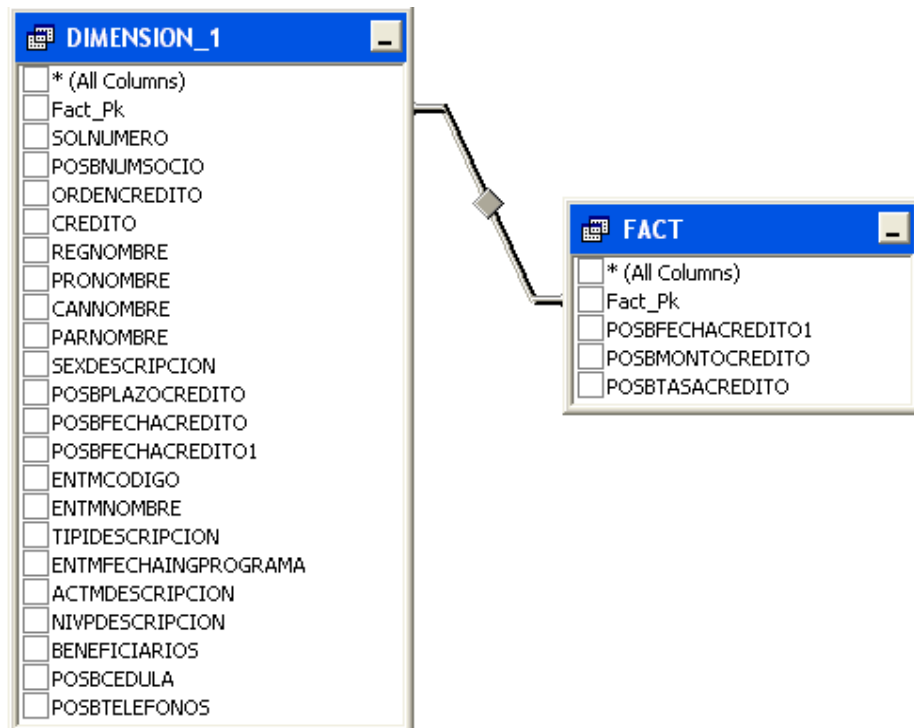 DIMENSION_1
* (All Columns)
Fact_Pk
SOLNUMERO
POSBNUMSOCIO
ORDENCREDITO
CREDITO
REGNOMBRE
PRONOMBRE
CANNOMBRE
PARNOMBRE
SEXDESCRIPCION
POSBPLAZOCREDITO
POSBFECHACREDITO
POSBFECHACREDITO1
ENTMCODIGO
ENTMNOMBRE
TIPIDESCRIPCION
ENTMFECHAINGPROGRAMA
ACTMDESCRIPCION
NIVPDESCRIPCION
BENEFICIARIOS
POSBCEDULA
POSBTELEFONOS
FACT
* (All Columns)
Fact_Pk
POSBFECHACREDITO1
POSBMONTOCREDITO
POSBTASACREDITO